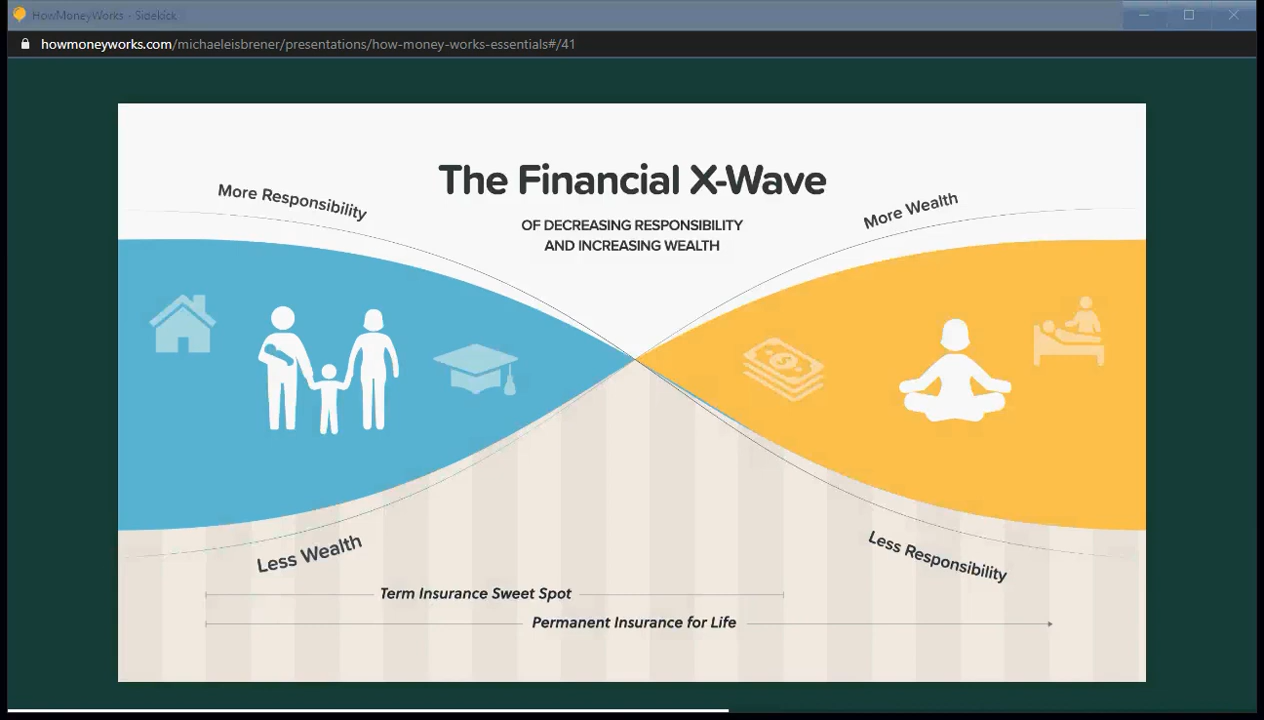 HowMoneyWorks - Sidekick
howmoneyworks.com/michaeleisbrener/presentations/how-money-works-essentials#/41
The Financial X-Wave
OF DECREASING RESPONSIBILITY
AND INCREASING WEALTH
More Responsibility
More Wealth
Less Wealth
Less Responsibility
Term Insurance Sweet Spot
Permanent Insurance for Life